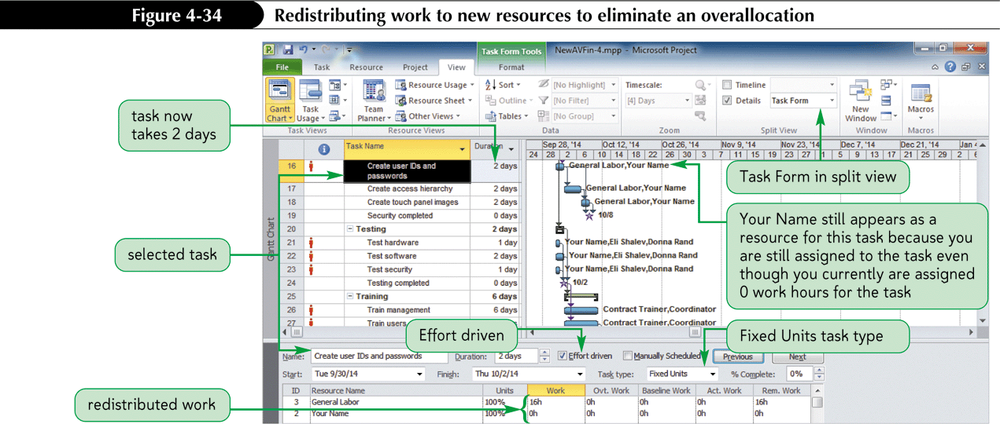 Figure 4-34 Redistributing work to new resources to eliminate an overallocation
Task Form Tools NewAVFin-4.mpp - Microsoft Project
File Task Resource Project View Format
Gantt Chart
Task Usage
Team Planner
Resource Usage
Resource Sheet
Other Views
Sort
Outline
Tables
[No Highlight]
[No Filter]
[No Group]
Timescale:
[4] Days
Timeline
Details Task Form
New Window
Macros
Task Views Resource Views Data Zoom Split View Window Macros
task now
takes 2 days
Task Name Duration
Sep 28, '14 Oct 12, '14 Oct 26, '14 Nov 9, '14 Nov 23, '14 Dec 7, '14 Dec 21, '14 Jan 4
24 28 2 6 10 14 18 22 26 30 3 7 11 15 19 23 27 1 5 9 13 17 21 25 29 2 6
16 Create user IDs and passwords 2 days General Labor,Your Name
17 Create access hierarchy 2 days General Labor,Your Name
18 Create touch panel images 2 days General Labor,Your Name
19 Security completed 0 days 10/8
20 Testing 2 days
21 Test hardware 1 day Your Name,Eli Shalev,Donna Rand
22 Test software 2 days Your Name,Eli Shalev,Donna Rand
23 Test security 1 day Your Name,Eli Shalev,Donna Rand
24 Testing completed 0 days 10/2
25 Training 6 days
26 Train management 6 days Contract Trainer,Coordinator
27 Train users Contract Trainer,Coordinator
Gantt Chart
Task Form in split view
Your Name still appears as a
resource for this task because you
are still assigned to the task even
though you currently are assigned
0 work hours for the task
selected task
Effort driven
Fixed Units task type
Name: Create user IDs and passwords Duration: 2 days Effort driven Manually Scheduled Previous Next
Start: Tue 9/30/14 Finish: Thu 10/2/14 Task type: Fixed Units % Complete: 0%
ID Resource Name Units Work Ovt. Work Baseline Work Act. Work Rem. Work
3 General Labor 100% 16h 0h 0h 0h 16h
2 Your Name 100% 0h 0h 0h 0h 0h
redistributed work